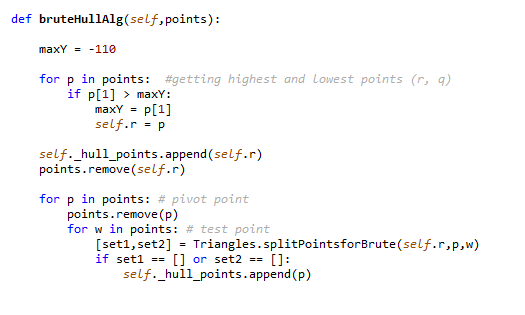 def bruteHullAlg(self,points):
maxY = -110
for p in points:  #getting highest and lowest points (r, q)
if p[1] > maxY:
maxY = p[1]
self.r = p
self._hull_points.append(self.r)
points.remove(self.r)
for p in points: # pivot point
points.remove(p)
for w in points: # test point
[set1,set2] = Triangles.splitPointsforBrute(self.r,p,w)
if set1 == [] or set2 == []:
self._hull_points.append(p)